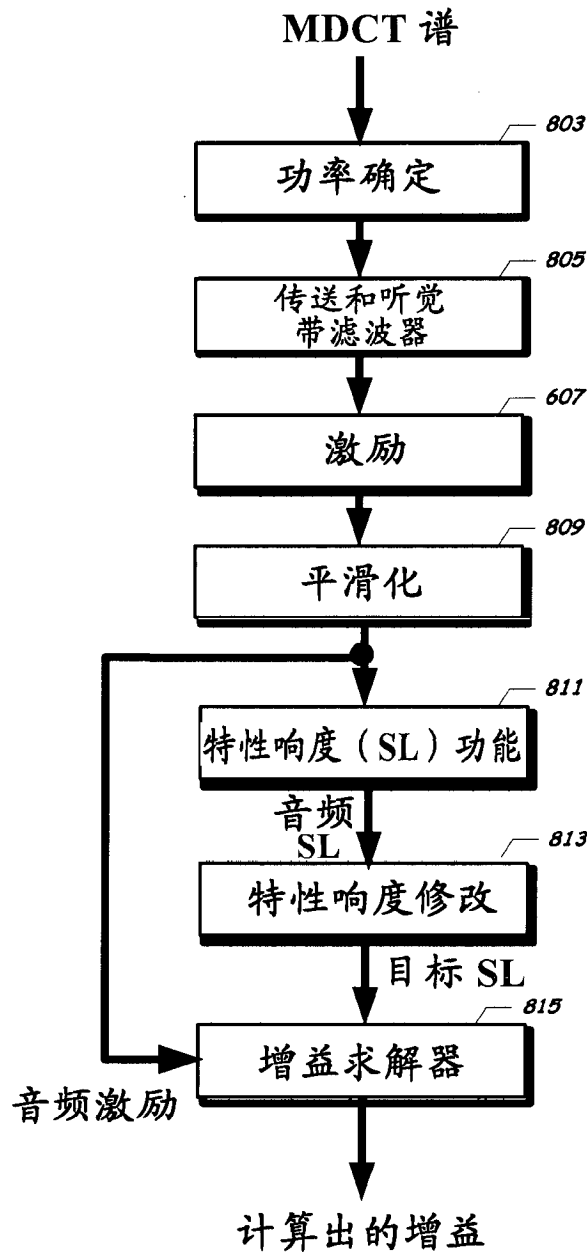 MDCT 谱
803
功率确定
805
传送和听觉
带滤波器
607
激励
809
平滑化
811
特性响度（SL）功能
音频
SL
813
特性响度修改
目标 SL
815
增益求解器
音频激励
计算出的增益